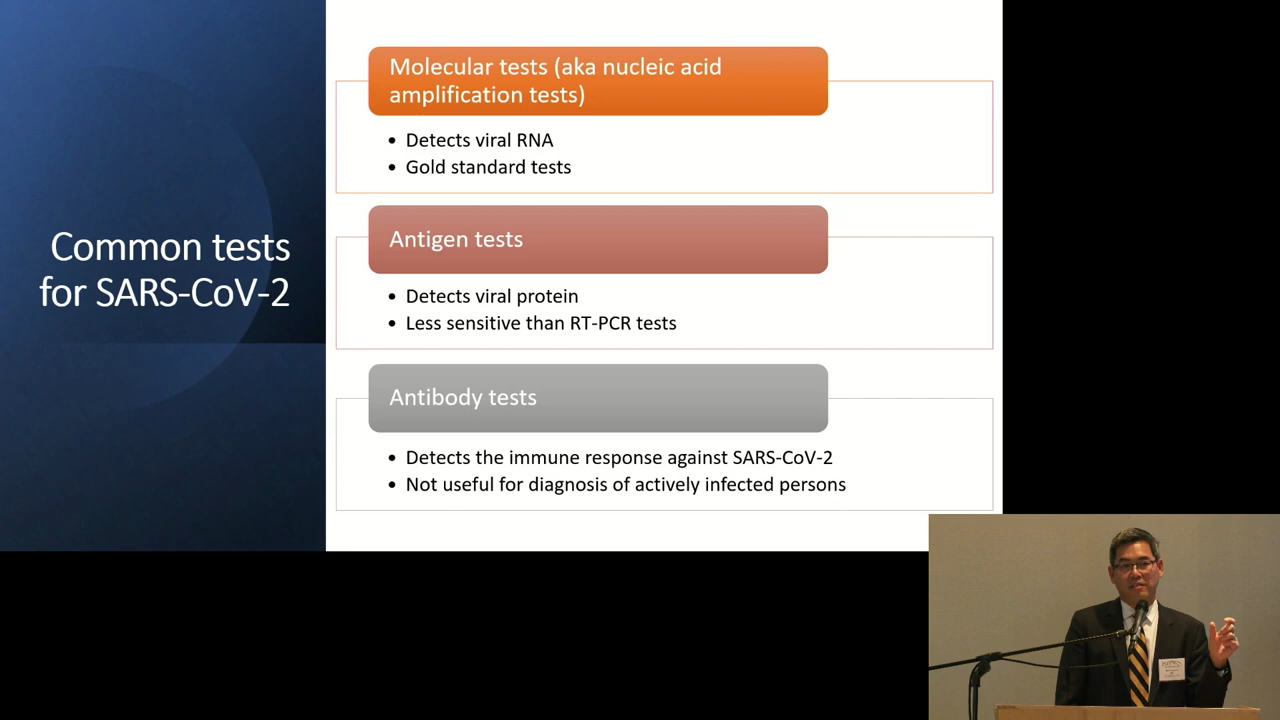 Common tests
for SARS-CoV-2
Molecular tests (aka nucleic acid
amplification tests)
• Detects viral RNA
• Gold standard tests
Antigen tests
• Detects viral protein
• Less sensitive than RT-PCR tests
Antibody tests
• Detects the immune response against SARS-CoV-2
• Not useful for diagnosis of actively infected persons